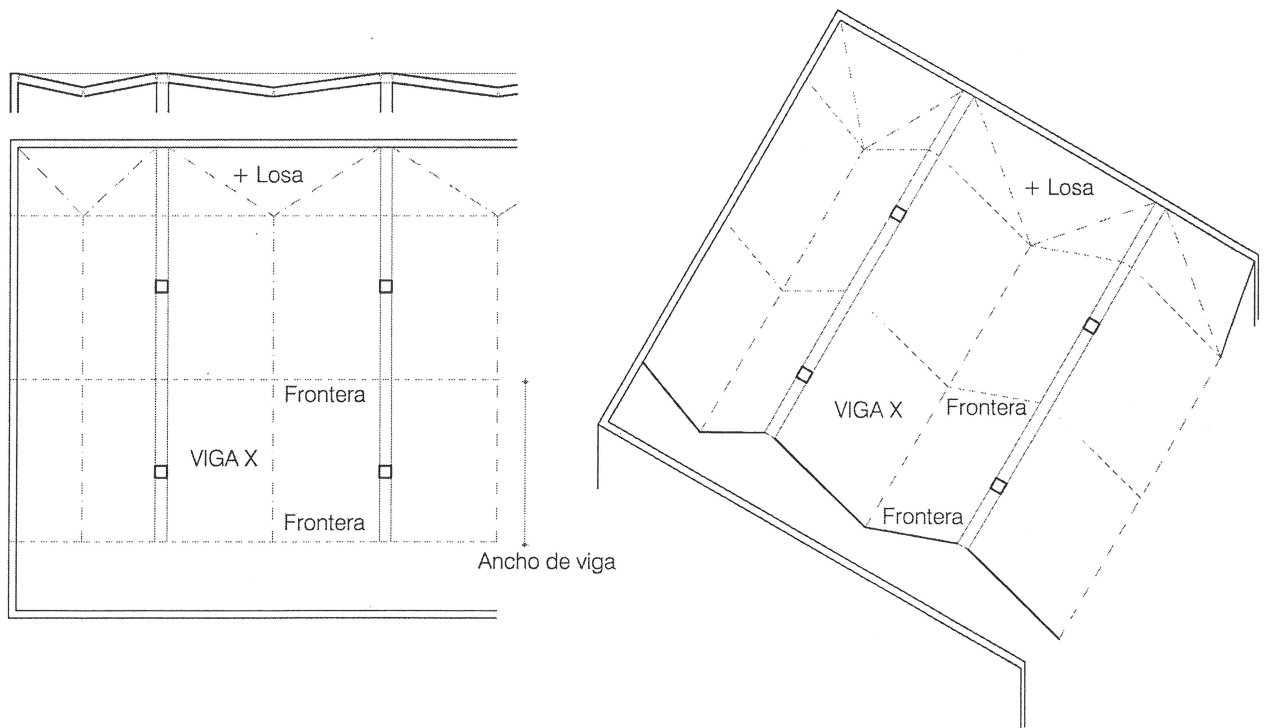 + Losa
Frontera
VIGA X
Frontera
Ancho de viga
+ Losa
VIGA X
Frontera
Frontera